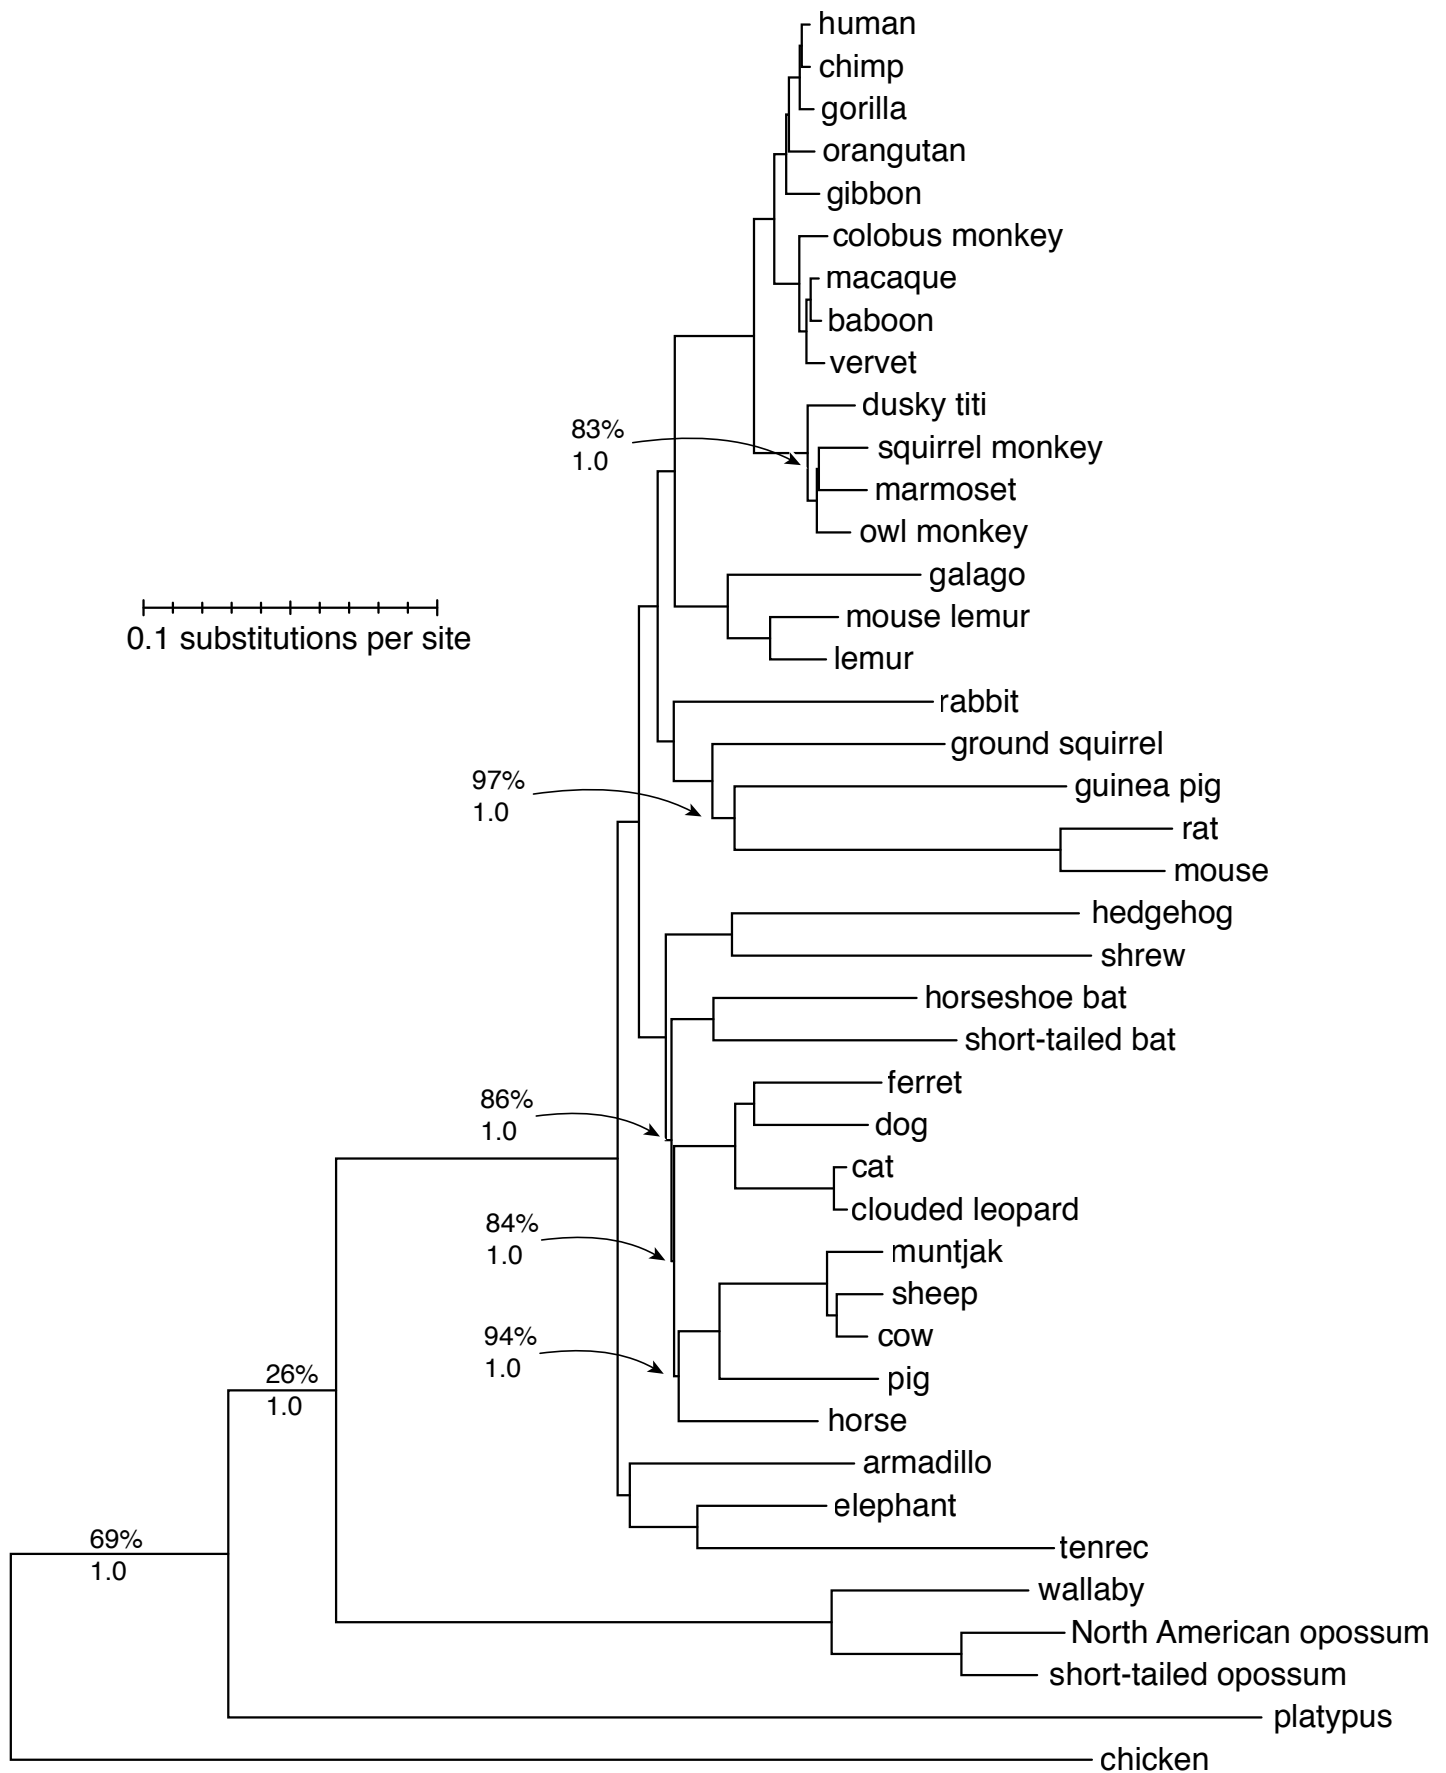 human
chimp
gorilla
orangutan
gibbon
colobus monkey
macaque
baboon
vervet
dusky titi
83%
1.0
squirrel monkey
marmoset
owl monkey
galago
0.1 substitutions per site
mouse lemur
lemur
rabbit
ground squirrel
97%
1.0
guinea pig
rat
mouse
hedgehog
shrew
horseshoe bat
short-tailed bat
ferret
86%
1.0
dog
cat
clouded leopard
84%
1.0
muntjak
sheep
cow
94%
1.0
pig
26%
1.0
horse
armadillo
elephant
69%
1.0
tenrec
wallaby
North American opossum
short-tailed opossum
platypus
chicken